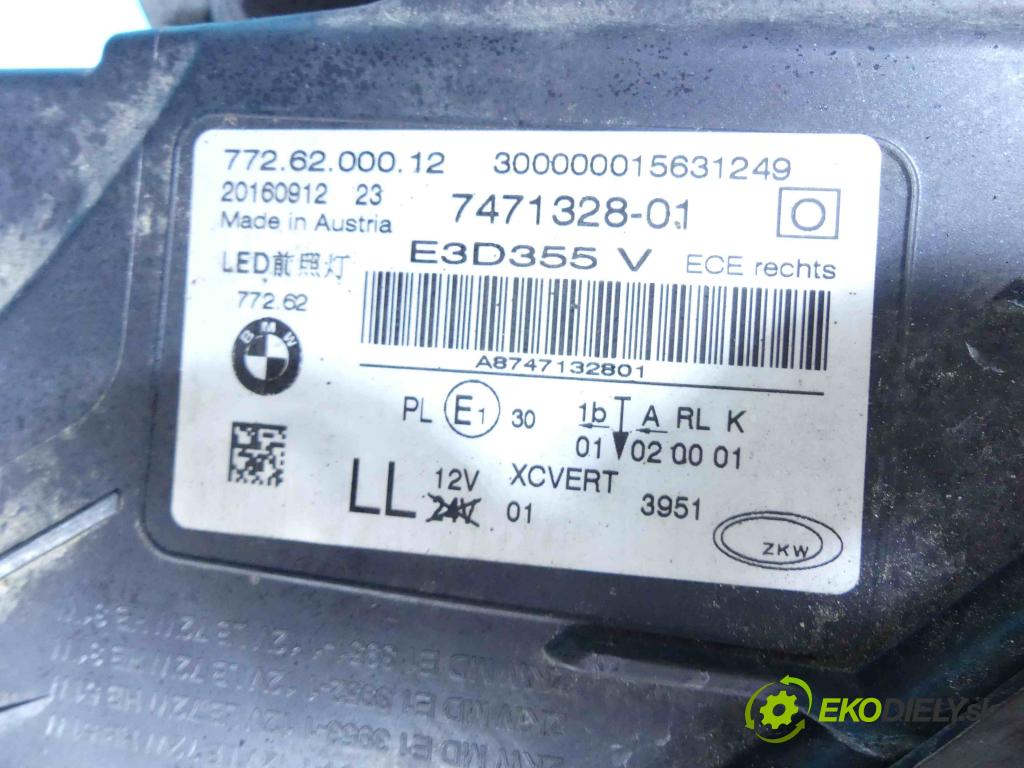 772.62.000.12 300000015631249
20160912 23 7471328-01
Made in Austria
E3D355 V ECE rechts
LED前照灯
772.62
BMW
A8747132801
PL E1 30 1b A RL K
01 02 00 01
LL 12V XCVERT
24V 01 3951
ZKW
EKODIELY.sk